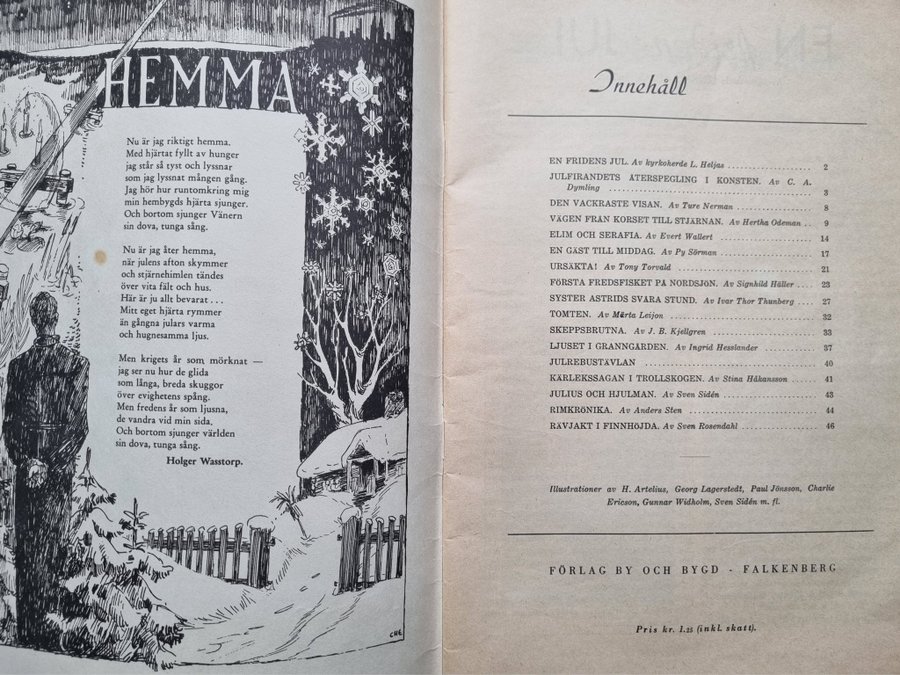 HEMMA
Nu är jag riktigt hemma.
Med hjärtat fyllt av hunger
jag står så tyst och lyssnar
som jag lyssnat mången gång.
Jag hör hur runtomkring mig
min hembygds hjärta sjunger.
Och bortom sjunger Vänern
sin dova, tunga sång.
Nu är jag åter hemma,
när julens afton skymmer
och stjärnehimlen tändes
över vita fält och hus.
Här är ju allt bevarat . . .
Mitt eget hjärta rymmer
än gångna julars varma
och hugnesamma ljus.
Men krigets år som mörknat —
jag ser nu hur de glida
som långa, breda skuggor
över evighetens spång.
Men fredens år som ljusna,
de vandra vid min sida.
Och bortom sjunger världen
sin dova, tunga sång.
Holger Wasstorp.
CHE
Innehåll
EN FRIDENS JUL. Av kyrkoherde L. Heljas .......... 2
JULFIRANDETS ÅTERSPEGLING I KONSTEN. Av C. A.
Dymling .......... 3
DEN VACKRASTE VISAN. Av Ture Nerman .......... 8
VÄGEN FRÅN KORSET TILL STJÄRNAN. Av Hertha Odeman .. 9
ELIM OCH SERAFIA. Av Evert Wallert .......... 14
EN GÄST TILL MIDDAG. Av Py Sörman .......... 17
URSÄKTA! Av Tony Torvald .......... 21
FÖRSTA FREDSFISKET PÅ NORDSJÖN. Av Signhild Häller .... 23
SYSTER ASTRIDS SVÅRA STUND. Av Ivar Thor Thunberg .... 27
TOMTEN. Av Märta Leijon .......... 32
SKEPPSBRUTNA. Av J. B. Kjellgren .......... 33
LJUSET I GRANNGÅRDEN. Av Ingrid Hesslander .......... 37
JULREBUSTÄVLAN .......... 40
KÄRLEKSSAGAN I TROLLSKOGEN. Av Stina Håkansson ...... 41
JULIUS OCH HJULMAN. Av Sven Sidén .......... 43
RIMKRÖNIKA. Av Anders Sten .......... 44
RÄVJAKT I FINNHÖJDA. Av Sven Rosendahl .......... 46
Illustrationer av H. Artelius, Georg Lagerstedt, Paul Jönsson, Charlie
Ericson, Gunnar Widholm, Sven Sidén m. fl.
FÖRLAG BY OCH BYGD - FALKENBERG
Pris kr. 1.25 (inkl. skatt).